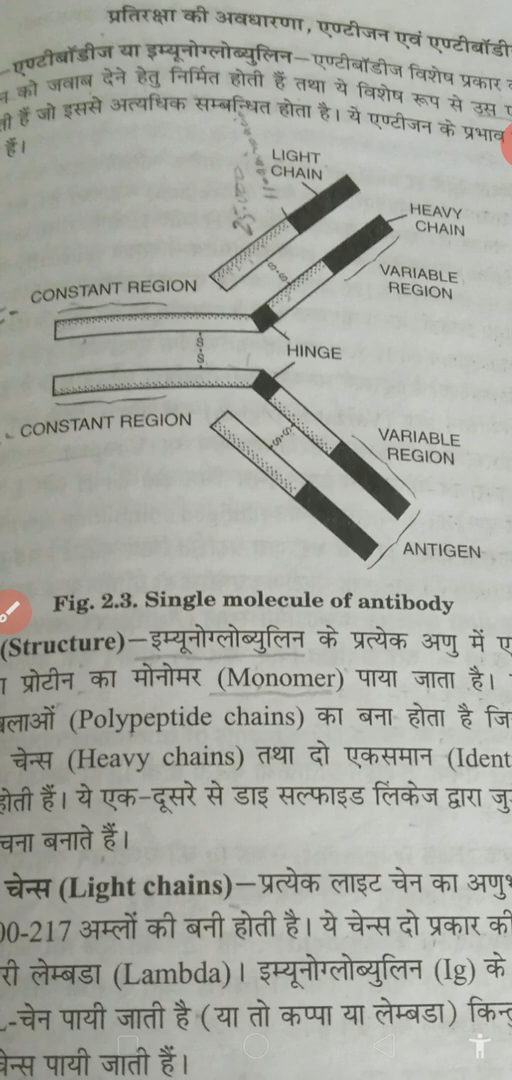 प्रतिरक्षा की अवधारणा, एण्टीजन एवं एण्टीबॉडी
-एण्टीबॉडीज या इम्यूनोग्लोब्युलिन–एण्टीबॉडीज विशेष प्रकार
को जवाब देने हेतु निर्मित होती हैं तथा ये विशेष रूप से उस
हैं जो इससे अत्यधिक सम्बन्धित होता है। ये एण्टीजन के प्रभाव
हैं।
LIGHT
CHAIN
HEAVY
CHAIN
VARIABLE
REGION
CONSTANT REGION
S
S
S
S
HINGE
CONSTANT REGION
S
S
VARIABLE
REGION
ANTIGEN
Fig. 2.3. Single molecule of antibody
(Structure)–इम्यूनोग्लोब्युलिन के प्रत्येक अणु में
प्रोटीन का मोनोमर (Monomer) पाया जाता है।
(Polypeptide chains) का बना होता है
चेन्स (Heavy chains) तथा दो एकसमान (Ident
होती हैं। ये एक-दूसरे से डाइ सल्फाइड लिंकेज द्वारा
बनाते हैं।
चेन्स (Light chains)–प्रत्येक लाइट चेन का
00-217 अम्लों की बनी होती है। ये चेन्स दो प्रकार की
लेम्बडा (Lambda)। इम्यूनोग्लोब्युलिन (Ig) के
-चेन पायी जाती है (या तो कप्पा या लेम्बडा)
चेन्स पायी जाती हैं।